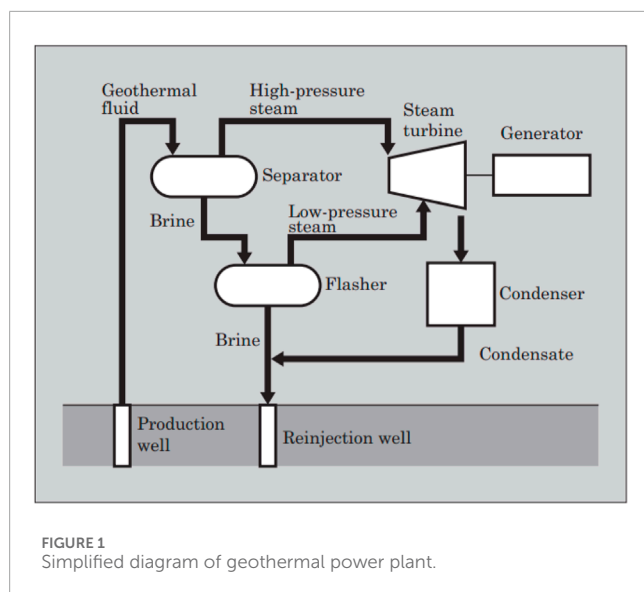 Geothermal
fluid
High-pressure
steam
Steam
turbine
Generator
Separator
Brine
Low-pressure
steam
Flasher
Condenser
Brine
Condensate
Production
well
Reinjection well
FIGURE 1
Simplified diagram of geothermal power plant.